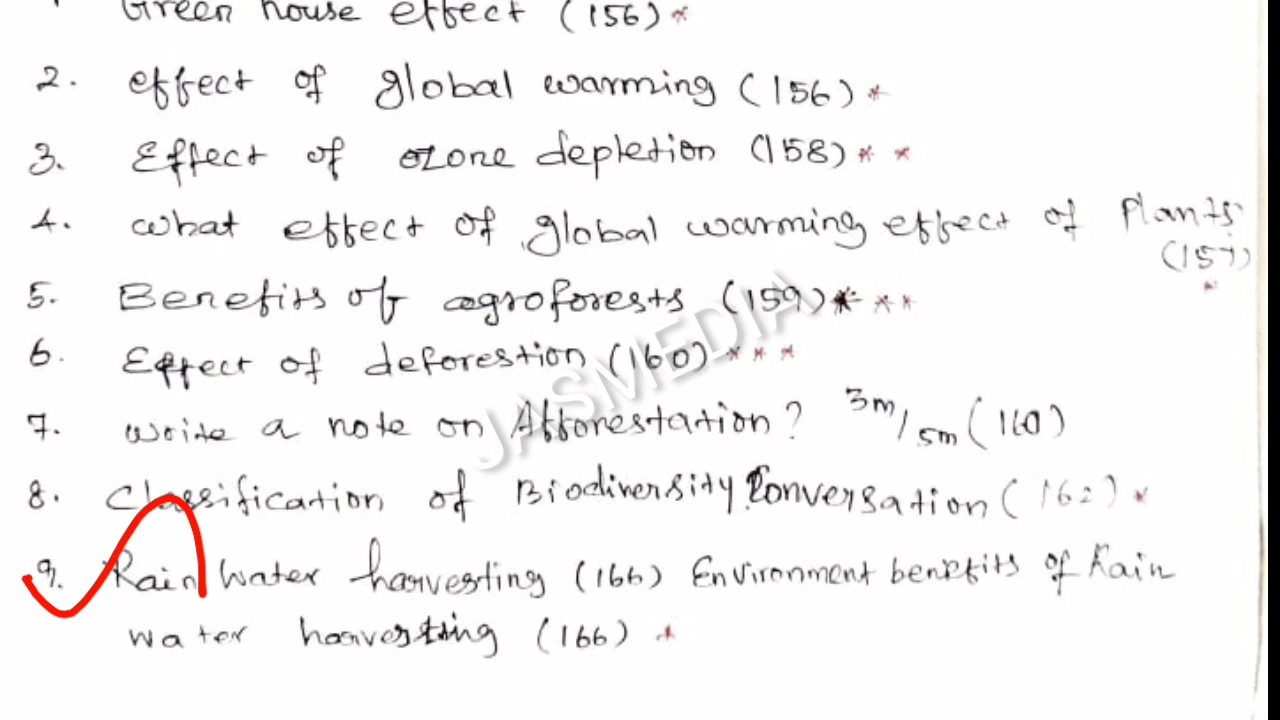 Green house effect (156) *
2. effect of global warming (156) *
3. Effect of ozone depletion (158) * *
4. what effect of global warming effect of Plants
(157)
*
5. Benefits of agroforests (159) * * *
6. Effect of deforestion (160) * * *
7. write a note on Afforestation? 3m/5m (160)
8. Classification of Biodiversity Conversation (162) *
9. Rain water harvesting (166) Environment benefits of Rain
water harvesting (166) *
JASMEDIA